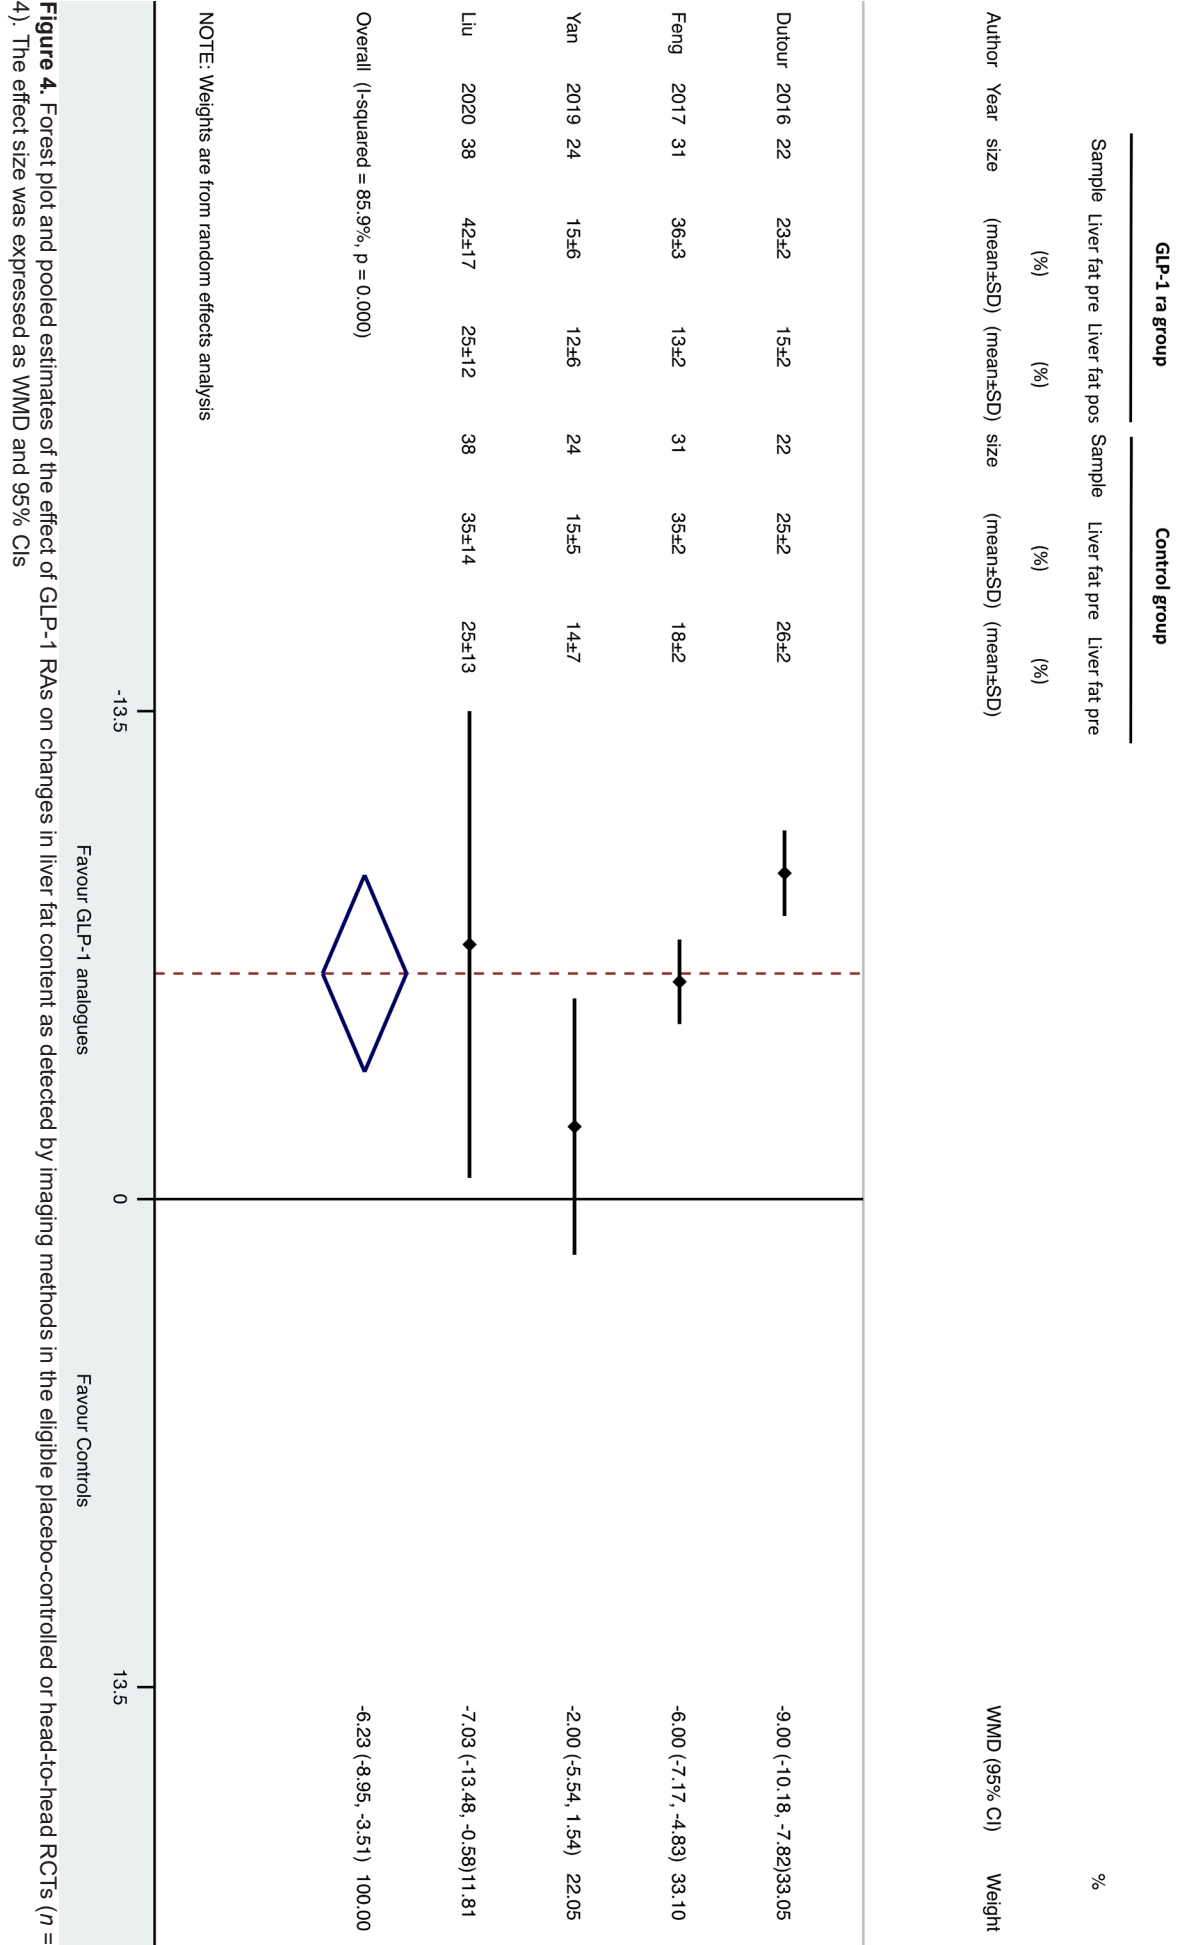 GLP-1 ra group Control group
Sample Liver fat pre Liver fat pos Sample Liver fat pre Liver fat pre %
(%) (%) (%) (%)
Author Year size (mean±SD) (mean±SD) size (mean±SD) (mean±SD) WMD (95% CI) Weight
Dutour 2016 22 23±2 15±2 22 25±2 26±2 -9.00 (-10.18, -7.82)33.05
Feng 2017 31 36±3 13±2 31 35±2 18±2 -6.00 (-7.17, -4.83) 33.10
Yan 2019 24 15±6 12±6 24 15±5 14±7 -2.00 (-5.54, 1.54) 22.05
Liu 2020 38 42±17 25±12 38 35±14 25±13 -7.03 (-13.48, -0.58)11.81
Overall (I-squared = 85.9%, p = 0.000) -6.23 (-8.95, -3.51) 100.00
NOTE: Weights are from random effects analysis
-13.5 0 13.5
Favour GLP-1 analogues Favour Controls
Figure 4. Forest plot and pooled estimates of the effect of GLP-1 RAs on changes in liver fat content as detected by imaging methods in the eligible placebo-controlled or head-to-head RCTs (n =
4). The effect size was expressed as WMD and 95% CIs